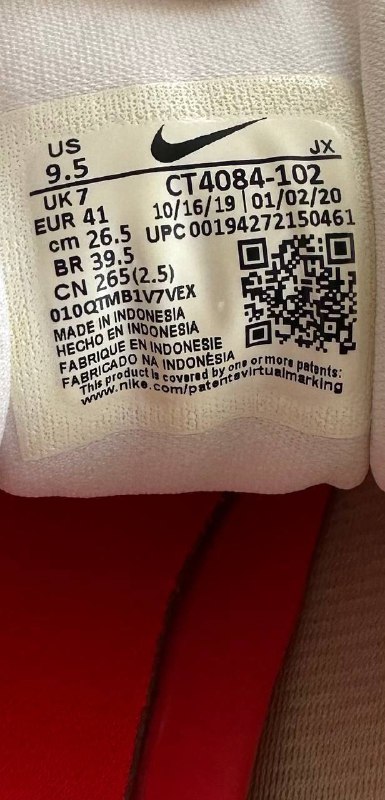 US
9.5
JX
UK 7
CT4084-102
EUR 41
10/16/19 | 01/02/20
cm 26.5
UPC 00194272150461
BR 39.5
CN 265(2.5)
010QTMB1V7VEX
MADE IN INDONESIA
HECHO EN INDONESIA
FABRIQUE EN INDONESIE
FABRICADO NA INDONÉSIA
This product is covered by one or more patents:
www.nike.com/patentsvirtualmarking